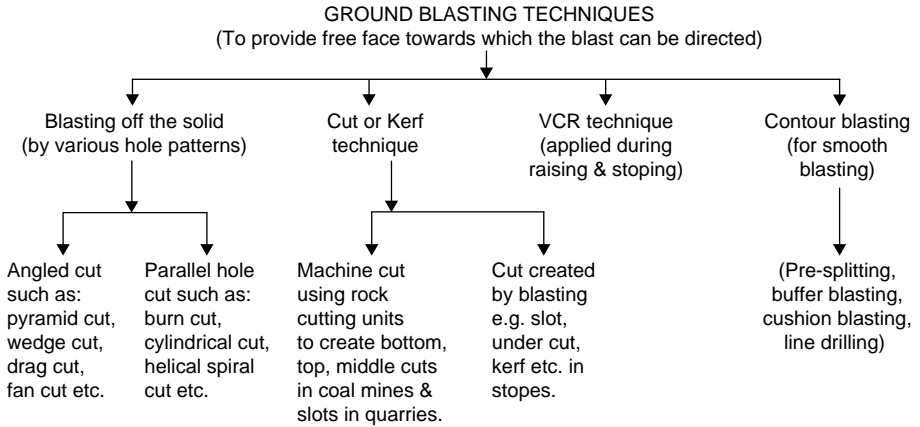 GROUND BLASTING TECHNIQUES
(To provide free face towards which the blast can be directed)
Blasting off the solid
(by various hole patterns)
Cut or Kerf
technique
VCR technique
(applied during
raising & stoping)
Contour blasting
(for smooth
blasting)
Angled cut
such as:
pyramid cut,
wedge cut,
drag cut,
fan cut etc.
Parallel hole
cut such as:
burn cut,
cylindrical cut,
helical spiral
cut etc.
Machine cut
using rock
cutting units
to create bottom,
top, middle cuts
in coal mines &
slots in quarries.
Cut created
by blasting
e.g. slot,
under cut,
kerf etc. in
stopes.
(Pre-splitting,
buffer blasting,
cushion blasting,
line drilling)